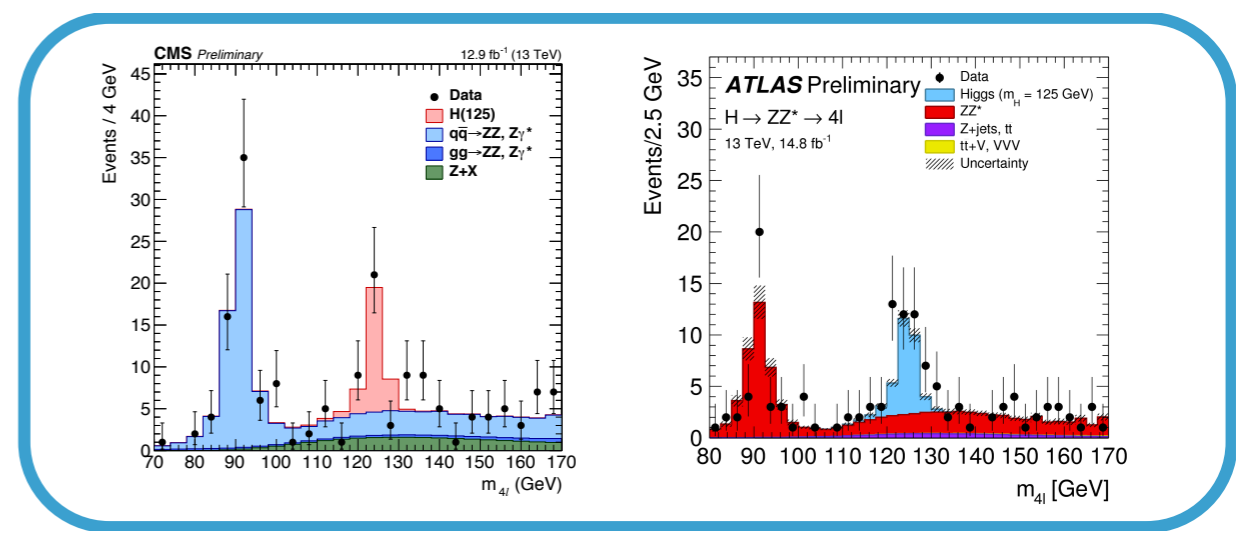 CMS Preliminary 12.9 fb⁻¹ (13 TeV)
Events / 4 GeV
45
40
35
30
25
20
15
10
5
0
Data
H(125)
qq̄→ZZ, Zγ*
gg→ZZ, Zγ*
Z+X
70 80 90 100 110 120 130 140 150 160 170
m₄ₗ (GeV)
ATLAS Preliminary
H → ZZ* → 4l
13 TeV, 14.8 fb⁻¹
Events/2.5 GeV
35
30
25
20
15
10
5
0
Data
Higgs (m_H = 125 GeV)
ZZ*
Z+jets, tt
tt+V, VVV
Uncertainty
80 90 100 110 120 130 140 150 160 170
m₄ₗ [GeV]